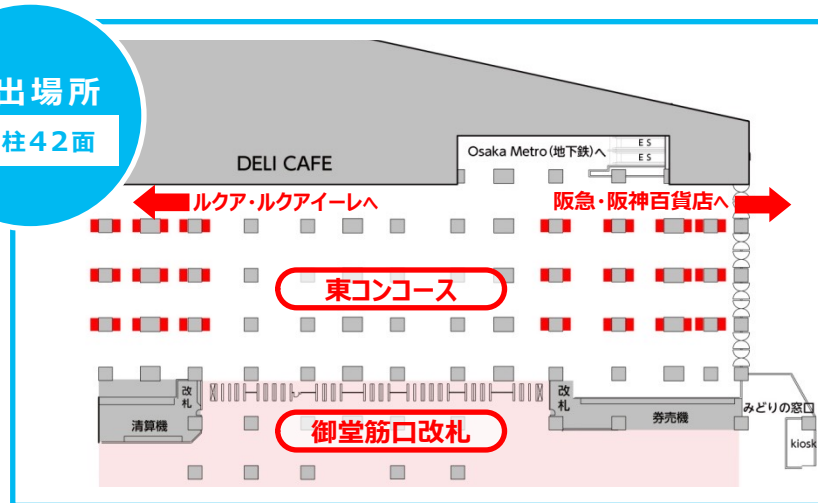 出場所
柱42面
DELI CAFE
Osaka Metro(地下鉄)へ
ES
ES
ルクア・ルクアイーレへ
阪急・阪神百貨店へ
東コンコース
改札
改札
清算機
御堂筋口改札
券売機
みどりの窓口
kiosk